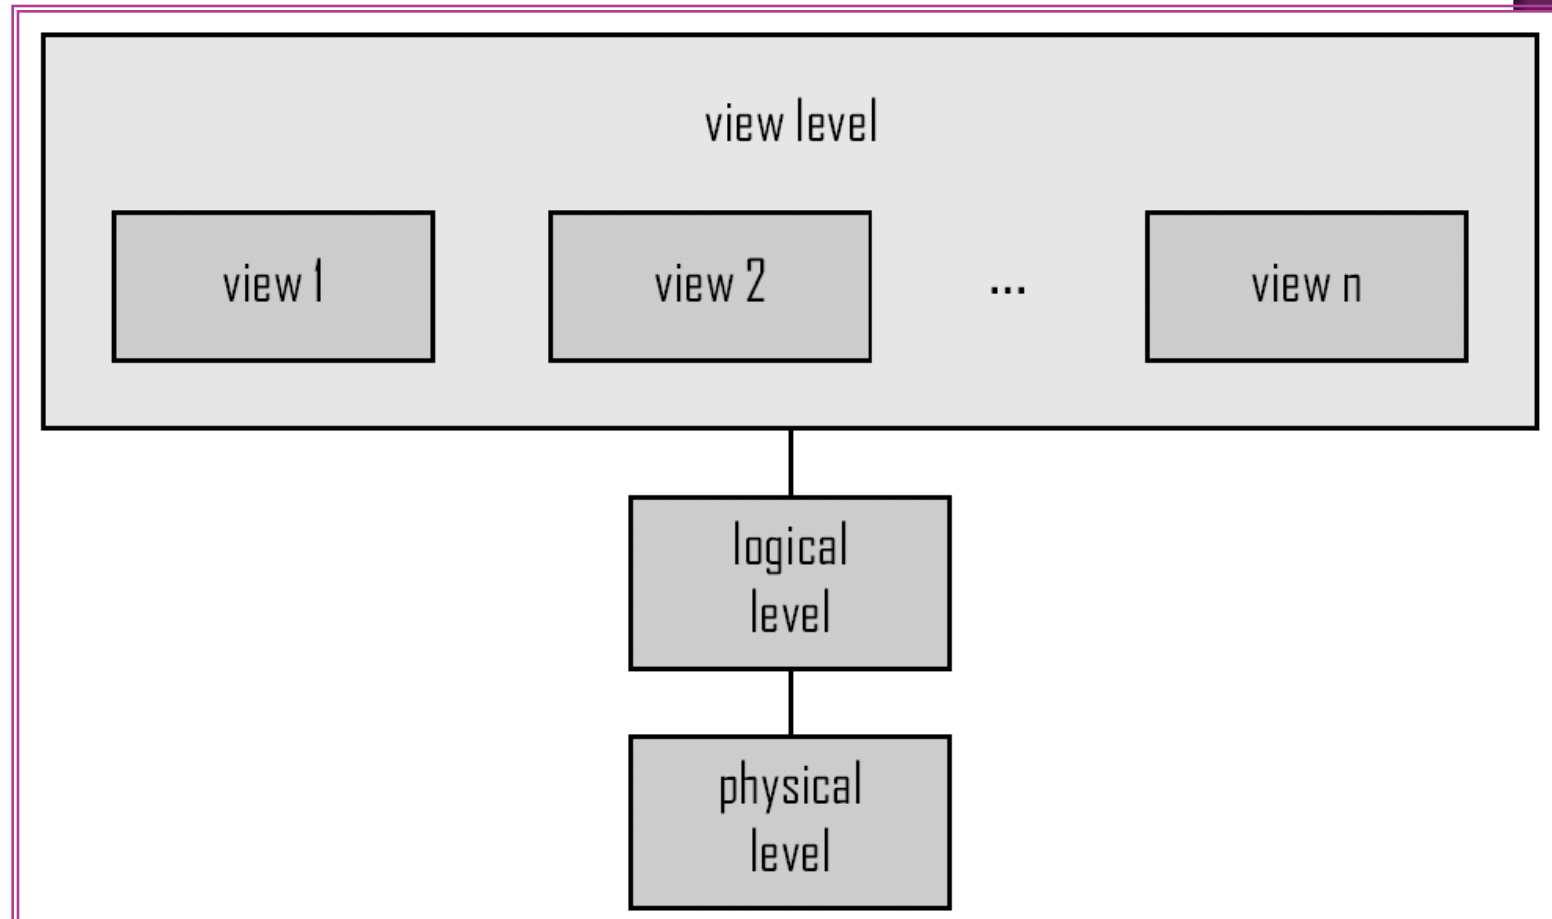 view level
view 1
view 2
...
view n
logical
level
physical
level